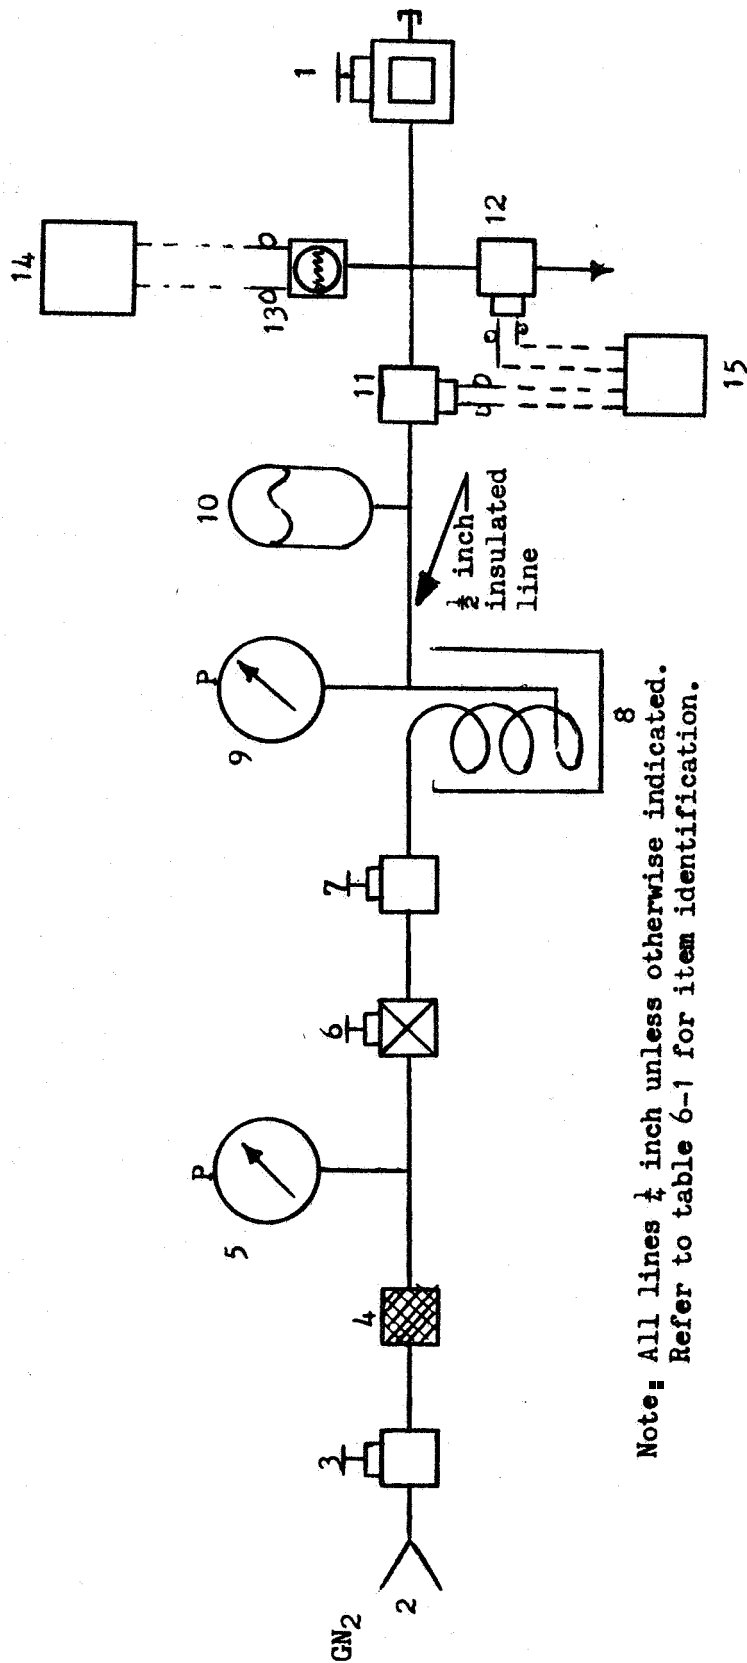 14
1
130
12
11
15
10
½ inch—
insulated
line
P
9
8
7
6
P
5
4
3
2
GN2
Note: All lines ¼ inch unless otherwise indicated.
Refer to table 6-1 for item identification.